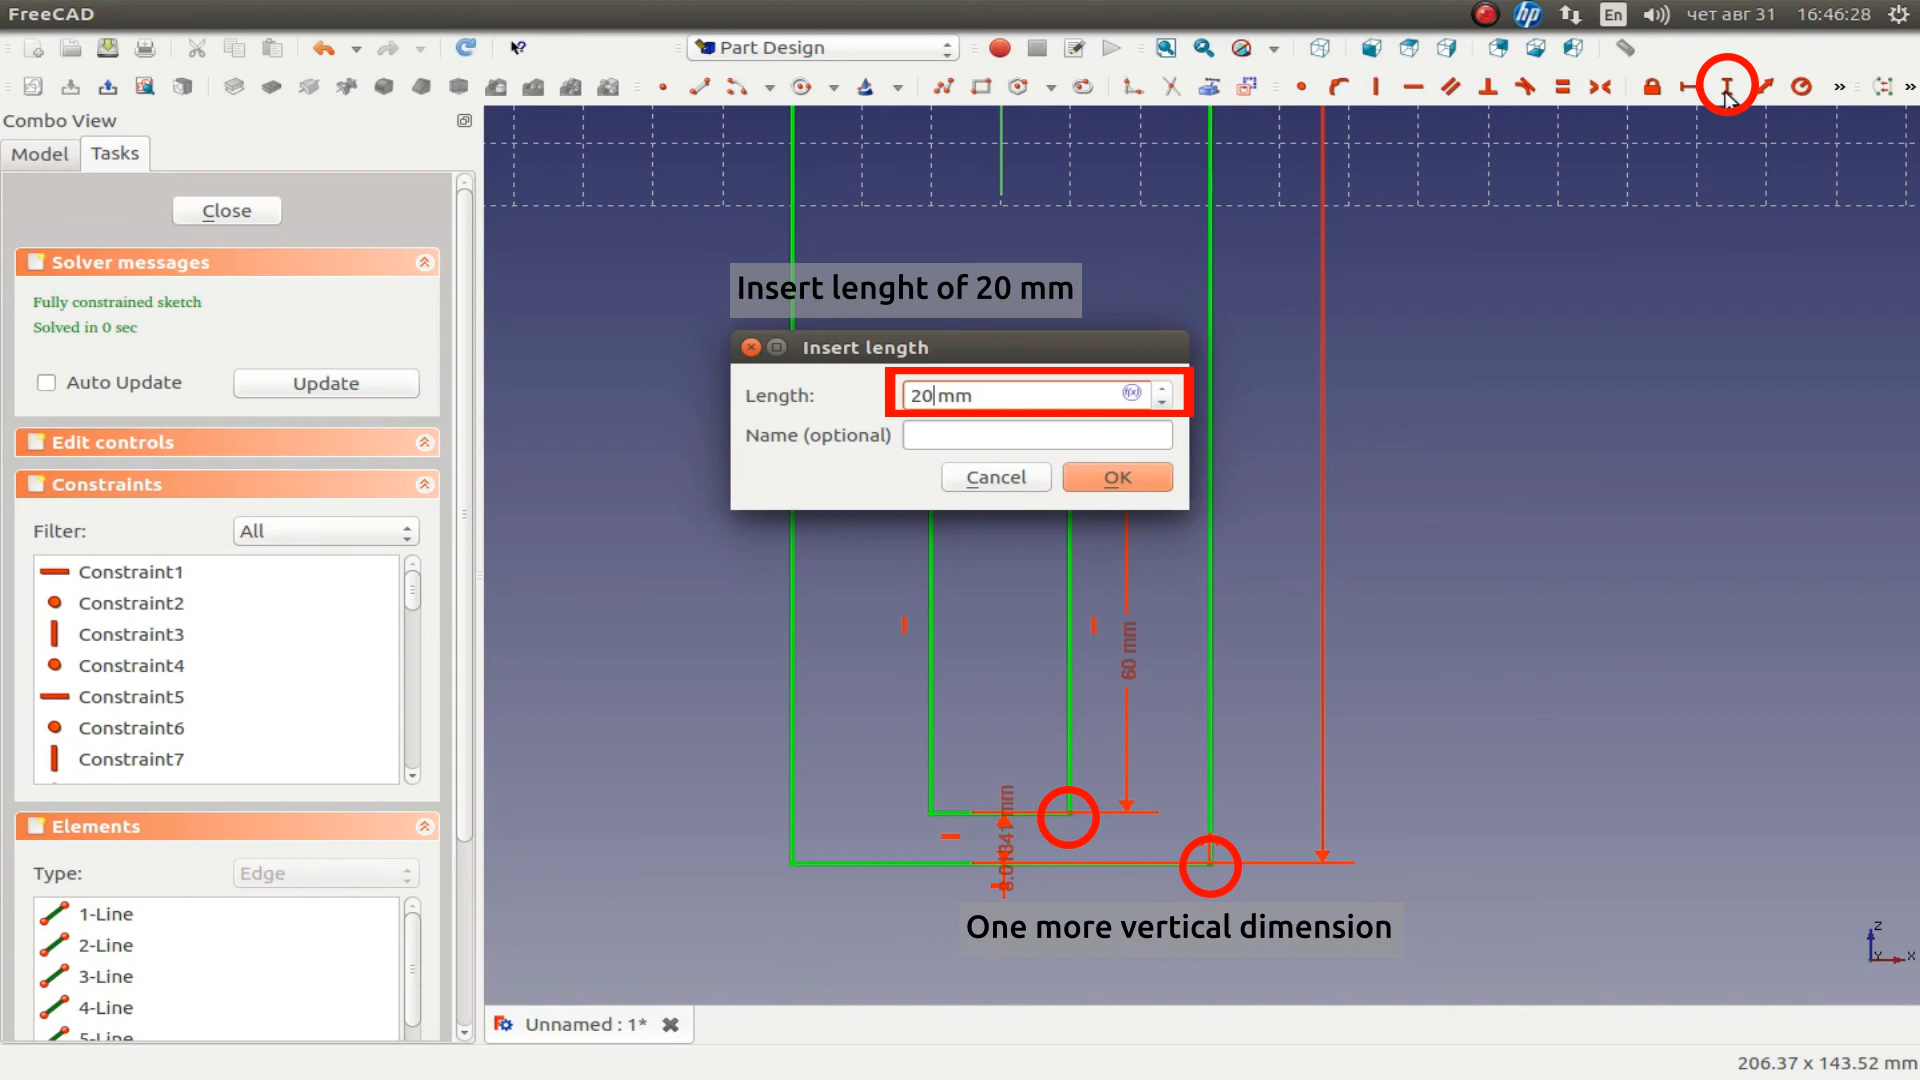 FreeCAD
hp
En
чет авг 31
16:46:28
Part Design
Combo View
Model
Tasks
Close
Solver messages
Fully constrained sketch
Solved in 0 sec
Auto Update
Update
Edit controls
Constraints
Filter:
All
Constraint1
Constraint2
Constraint3
Constraint4
Constraint5
Constraint6
Constraint7
Elements
Type:
Edge
1-Line
2-Line
3-Line
4-Line
5-Line
Insert lenght of 20 mm
Insert length
Length:
20 mm
f(x)
Name (optional)
Cancel
OK
60 mm
One more vertical dimension
Z
Y
X
Unnamed : 1*
206.37 x 143.52 mm